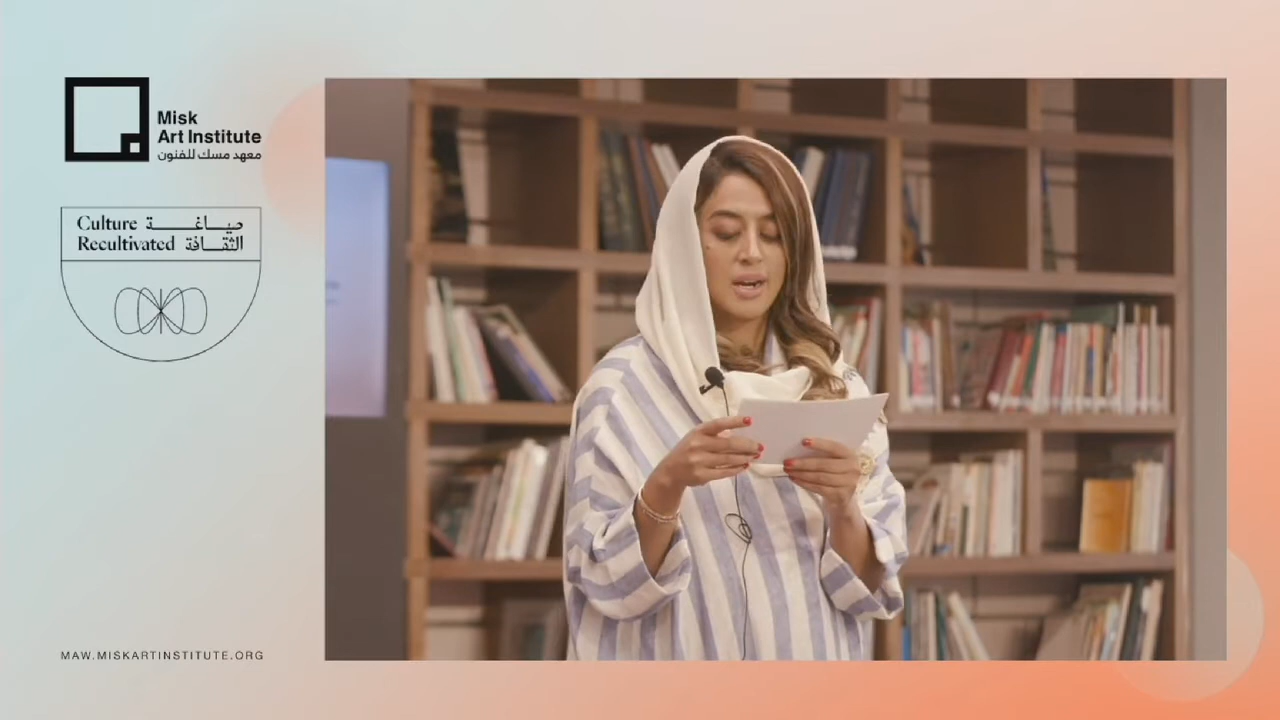 Misk
Art Institute
معهد مسك للفنون
Culture صياغة
Recultivated الثقافة
MAW.MISKARTINSTITUTE.ORG